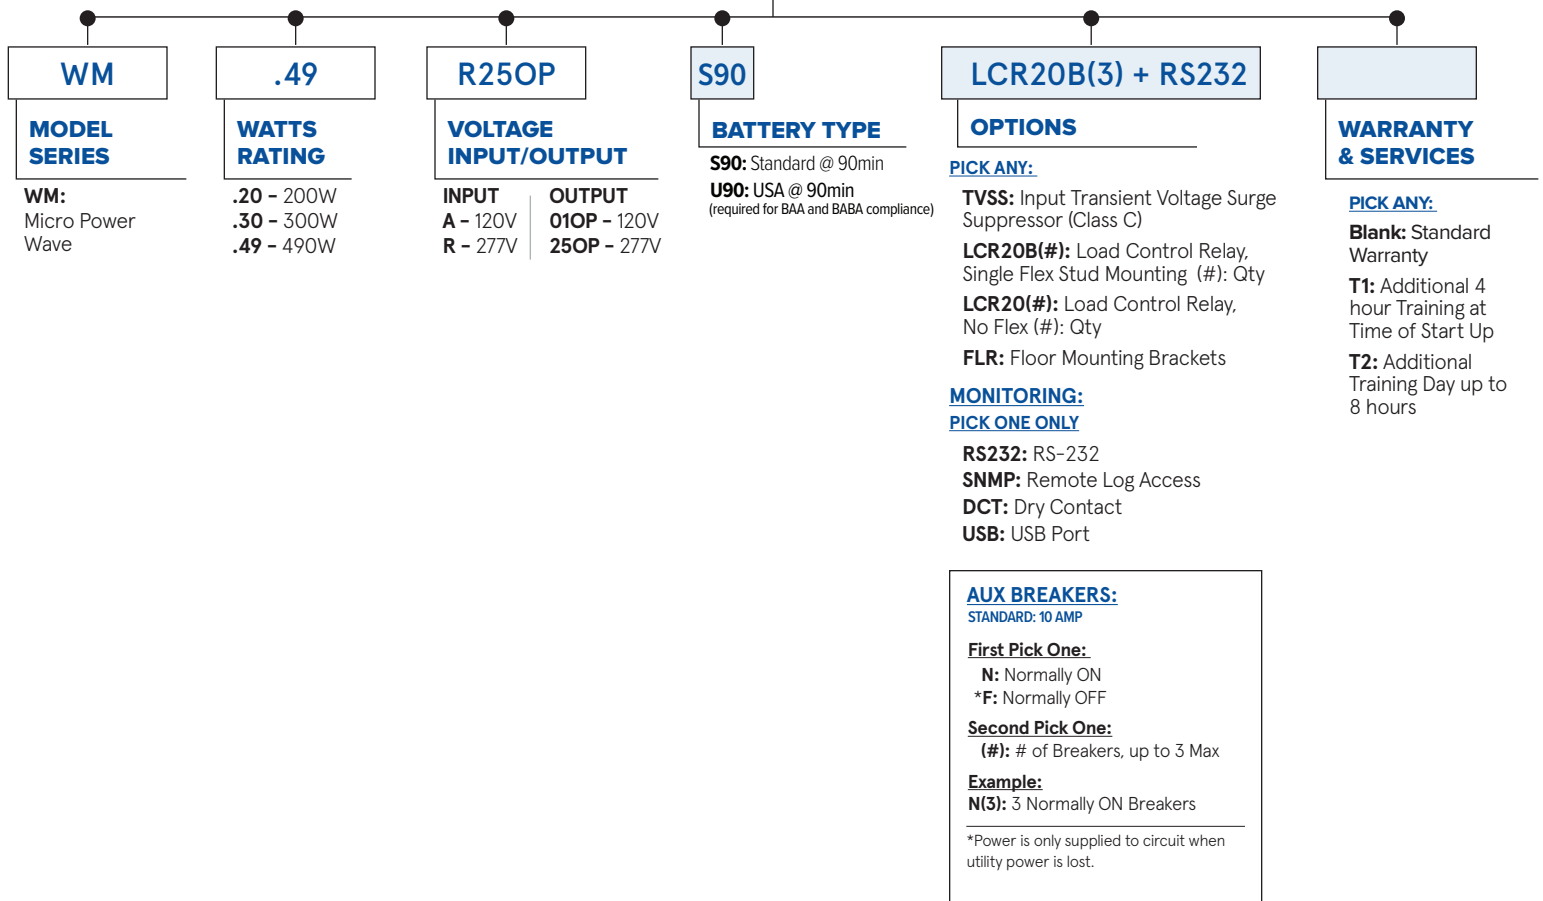 WM
.49
R25OP
S90
LCR20B(3) + RS232
MODEL
SERIES
WM:
Micro Power
Wave
WATTS
RATING
.20 – 200W
.30 – 300W
.49 – 490W
VOLTAGE
INPUT/OUTPUT
INPUT
A – 120V
R – 277V
OUTPUT
01OP – 120V
25OP – 277V
BATTERY TYPE
S90: Standard @ 90min
U90: USA @ 90min
(required for BAA and BABA compliance)
OPTIONS
PICK ANY:
TVSS: Input Transient Voltage Surge
Suppressor (Class C)
LCR20B(#): Load Control Relay,
Single Flex Stud Mounting (#): Qty
LCR20(#): Load Control Relay,
No Flex (#): Qty
FLR: Floor Mounting Brackets
MONITORING:
PICK ONE ONLY
RS232: RS-232
SNMP: Remote Log Access
DCT: Dry Contact
USB: USB Port
AUX BREAKERS:
STANDARD: 10 AMP
First Pick One:
N: Normally ON
*F: Normally OFF
Second Pick One:
(#): # of Breakers, up to 3 Max
Example:
N(3): 3 Normally ON Breakers
*Power is only supplied to circuit when
utility power is lost.
WARRANTY
& SERVICES
PICK ANY:
Blank: Standard
Warranty
T1: Additional 4
hour Training at
Time of Start Up
T2: Additional
Training Day up to
8 hours